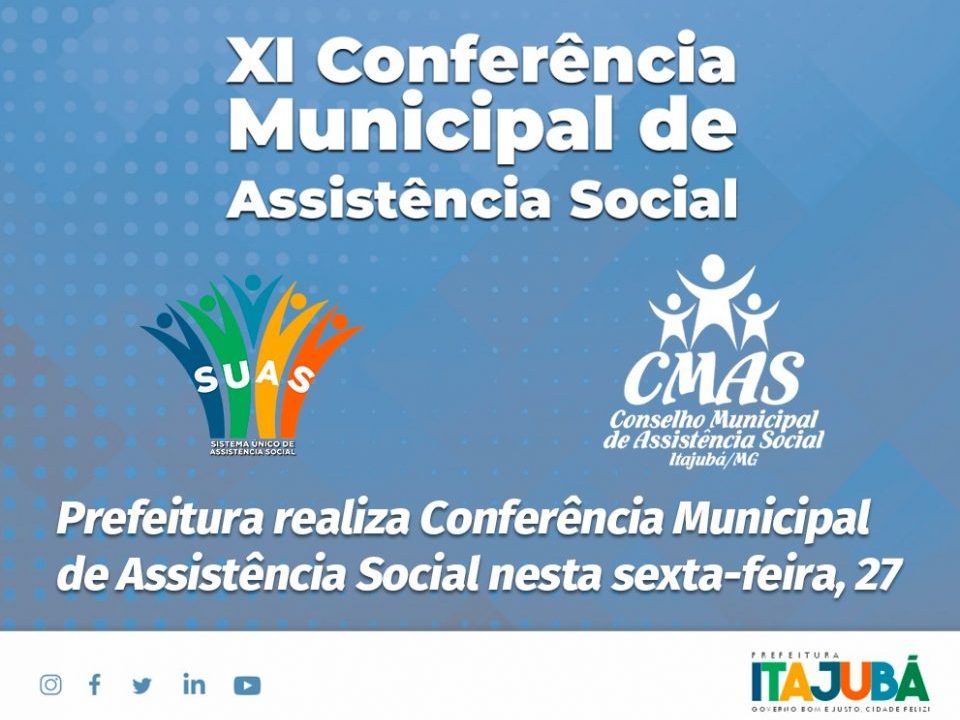 XI Conferência
Municipal de
Assistência Social
SUAS
SISTEMA ÚNICO DE
ASSISTÊNCIA SOCIAL
CMAS
Conselho Municipal
de Assistência Social
Itajubá/MG
Prefeitura realiza Conferência Municipal
de Assistência Social nesta sexta-feira, 27
PREFEITURA
ITAJUBÁ
GOVERNO BOM E JUSTO, CIDADE FELIZ!